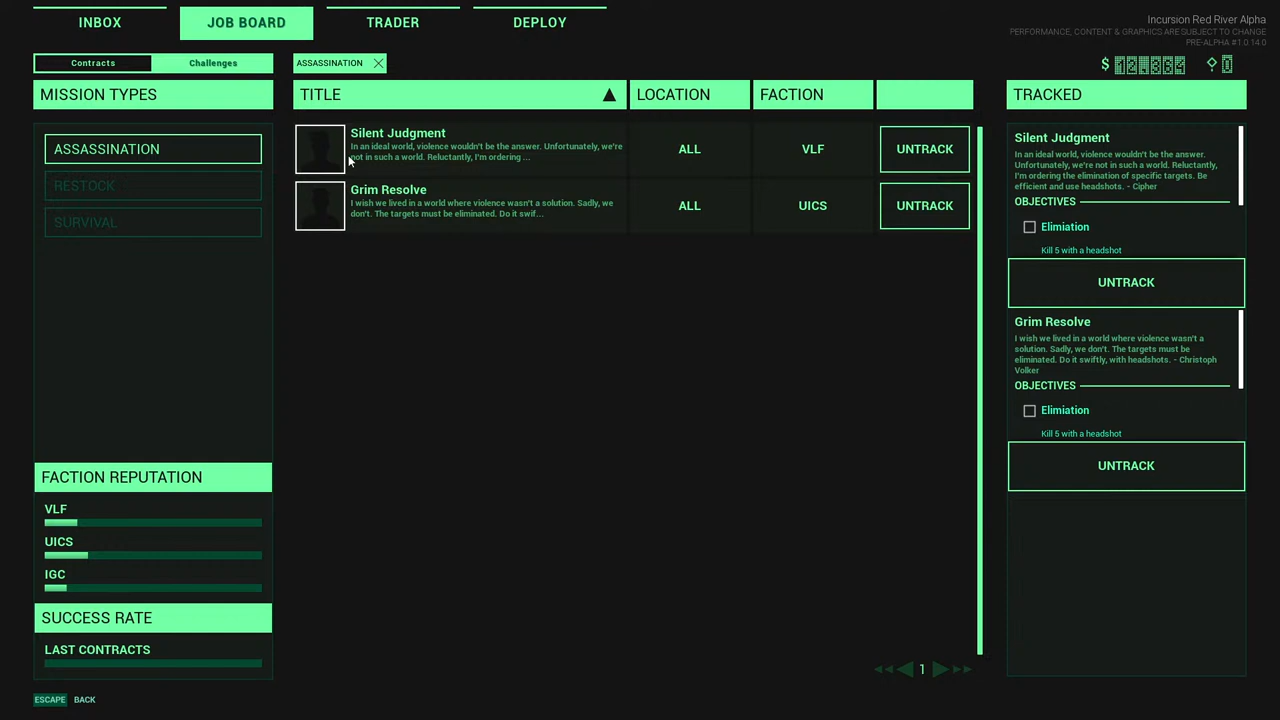 INBOX
JOB BOARD
TRADER
DEPLOY
Incursion Red River Alpha
PERFORMANCE, CONTENT & GRAPHICS ARE SUBJECT TO CHANGE
PRE-ALPHA #1.0.14.0
Contracts
Challenges
ASSASSINATION
$
MISSION TYPES
TITLE
LOCATION
FACTION
TRACKED
ASSASSINATION
RESTOCK
SURVIVAL
Silent Judgment
In an ideal world, violence wouldn't be the answer. Unfortunately, we're
not in such a world. Reluctantly, I'm ordering ...
ALL
VLF
UNTRACK
Grim Resolve
I wish we lived in a world where violence wasn't a solution. Sadly, we
don't. The targets must be eliminated. Do it swif...
ALL
UICS
UNTRACK
Silent Judgment
In an ideal world, violence wouldn't be the answer.
Unfortunately, we're not in such a world. Reluctantly,
I'm ordering the elimination of specific targets. Be
efficient and use headshots. - Cipher
OBJECTIVES
Elimiation
Kill 5 with a headshot
UNTRACK
Grim Resolve
I wish we lived in a world where violence wasn't a
solution. Sadly, we don't. The targets must be
eliminated. Do it swiftly, with headshots. - Christoph
Volker
OBJECTIVES
Elimiation
Kill 5 with a headshot
UNTRACK
FACTION REPUTATION
VLF
UICS
IGC
SUCCESS RATE
LAST CONTRACTS
1
ESCAPE BACK